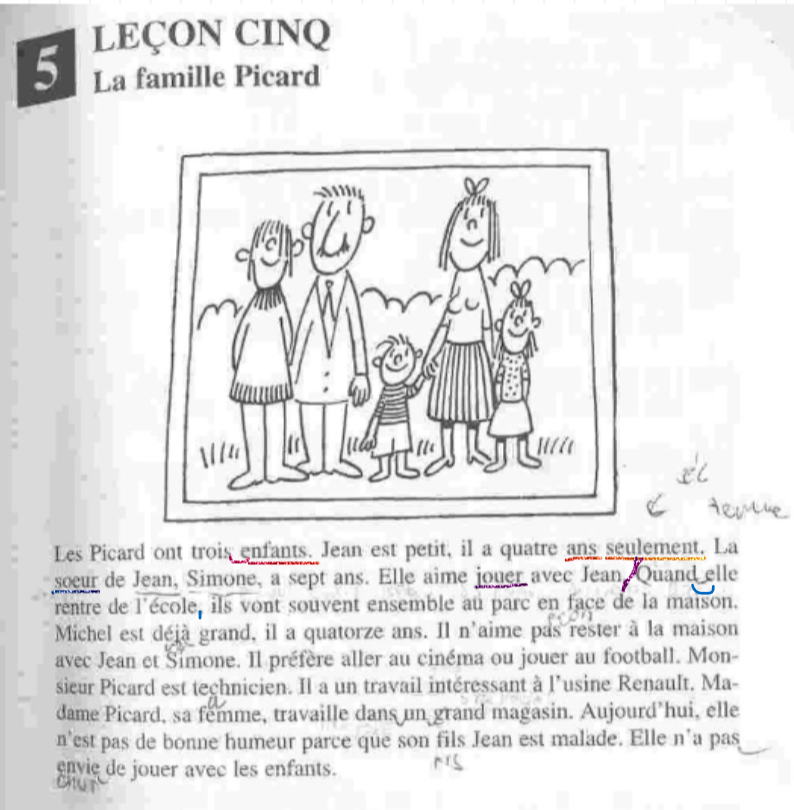 5
LEÇON CINQ
La famille Picard
Les Picard ont trois enfants. Jean est petit, il a quatre ans seulement. La
soeur de Jean, Simone, a sept ans. Elle aime jouer avec Jean. Quand elle
rentre de l'école, ils vont souvent ensemble au parc en face de la maison.
Michel est déjà grand, il a quatorze ans. Il n'aime pas rester à la maison
avec Jean et Simone. Il préfère aller au cinéma ou jouer au football. Mon-
sieur Picard est technicien. Il a un travail intéressant à l'usine Renault. Ma-
dame Picard, sa femme, travaille dans un grand magasin. Aujourd'hui, elle
n'est pas de bonne humeur parce que son fils Jean est malade. Elle n'a pas
envie de jouer avec les enfants.